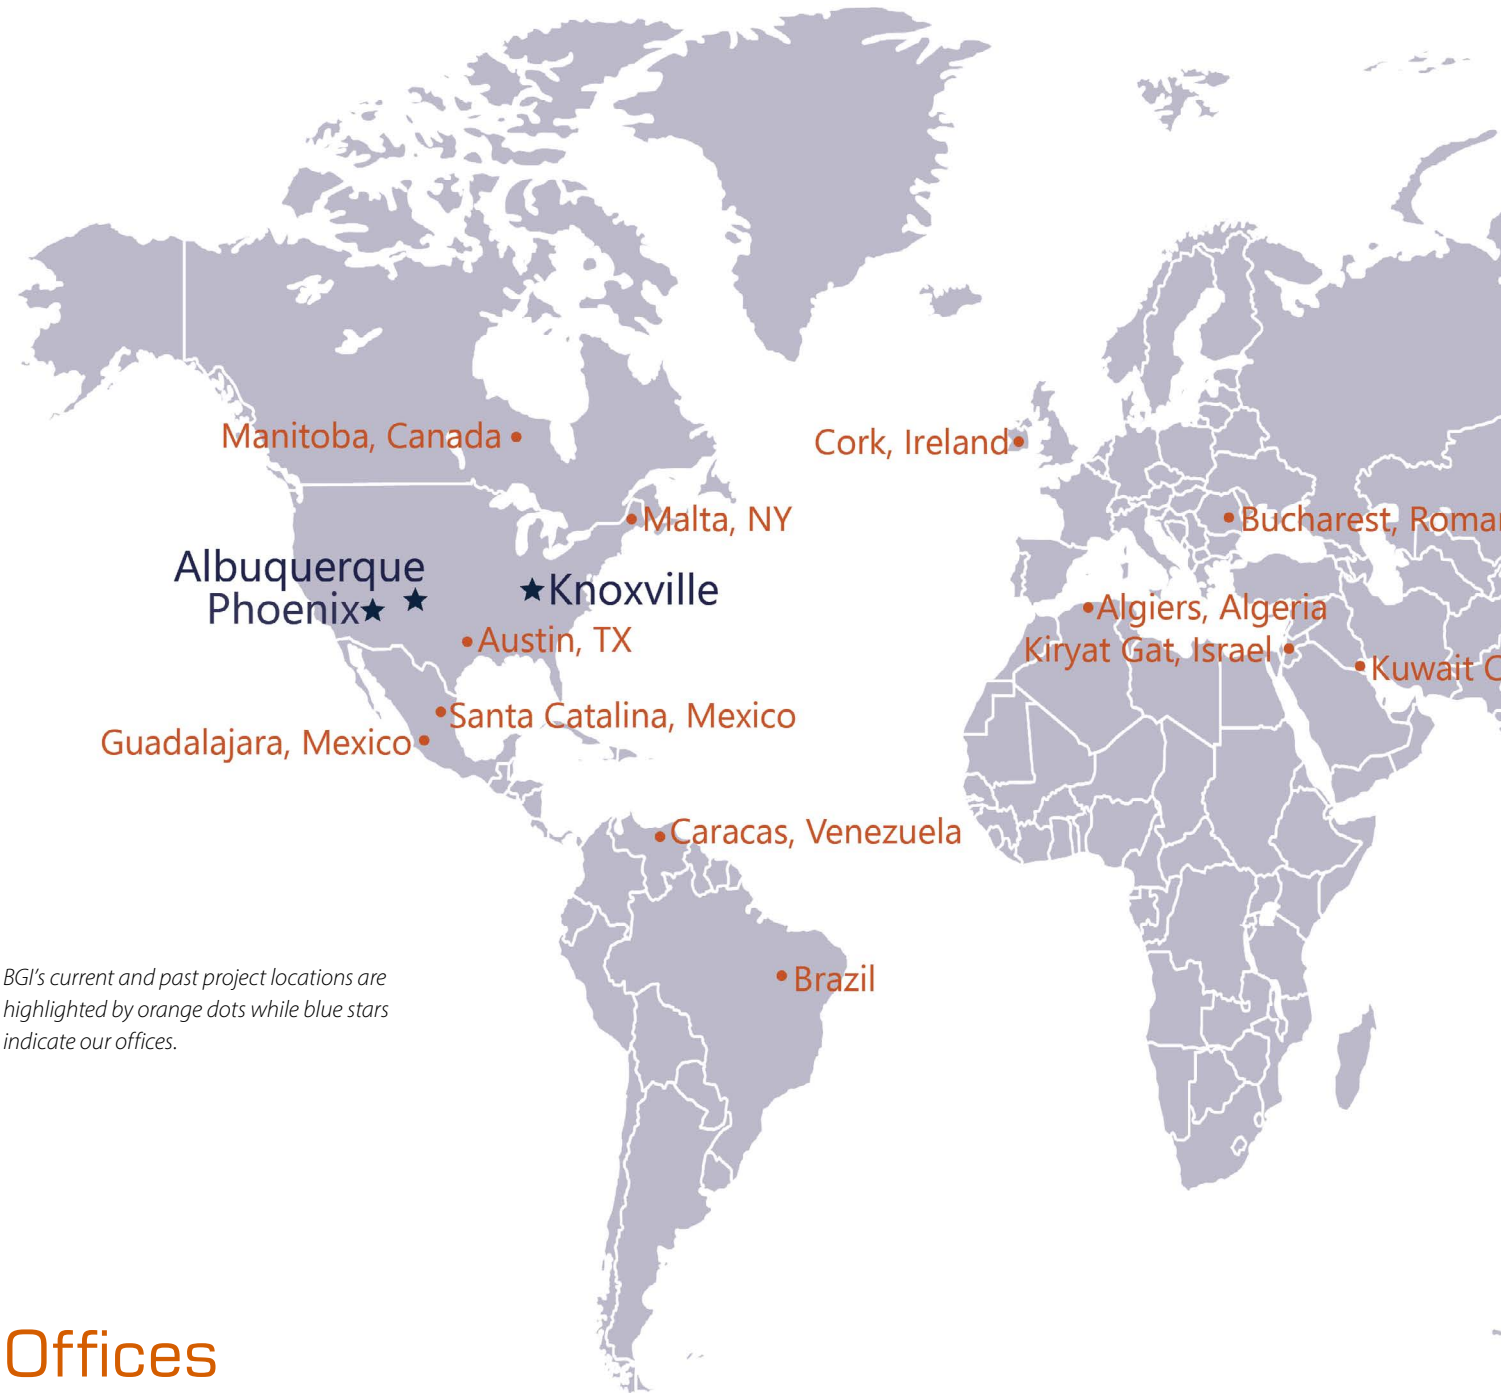 Manitoba, Canada
Cork, Ireland
Malta, NY
Bucharest,
Albuquerque
Phoenix
Knoxville
Algiers, Algeria
Austin, TX
Kiryat Gat, Israel
Kuwait
Santa Catalina, Mexico
Guadalajara, Mexico
Caracas, Venezuela
Brazil
BGI's current and past project locations are
highlighted by orange dots while blue stars
indicate our offices.
Offices